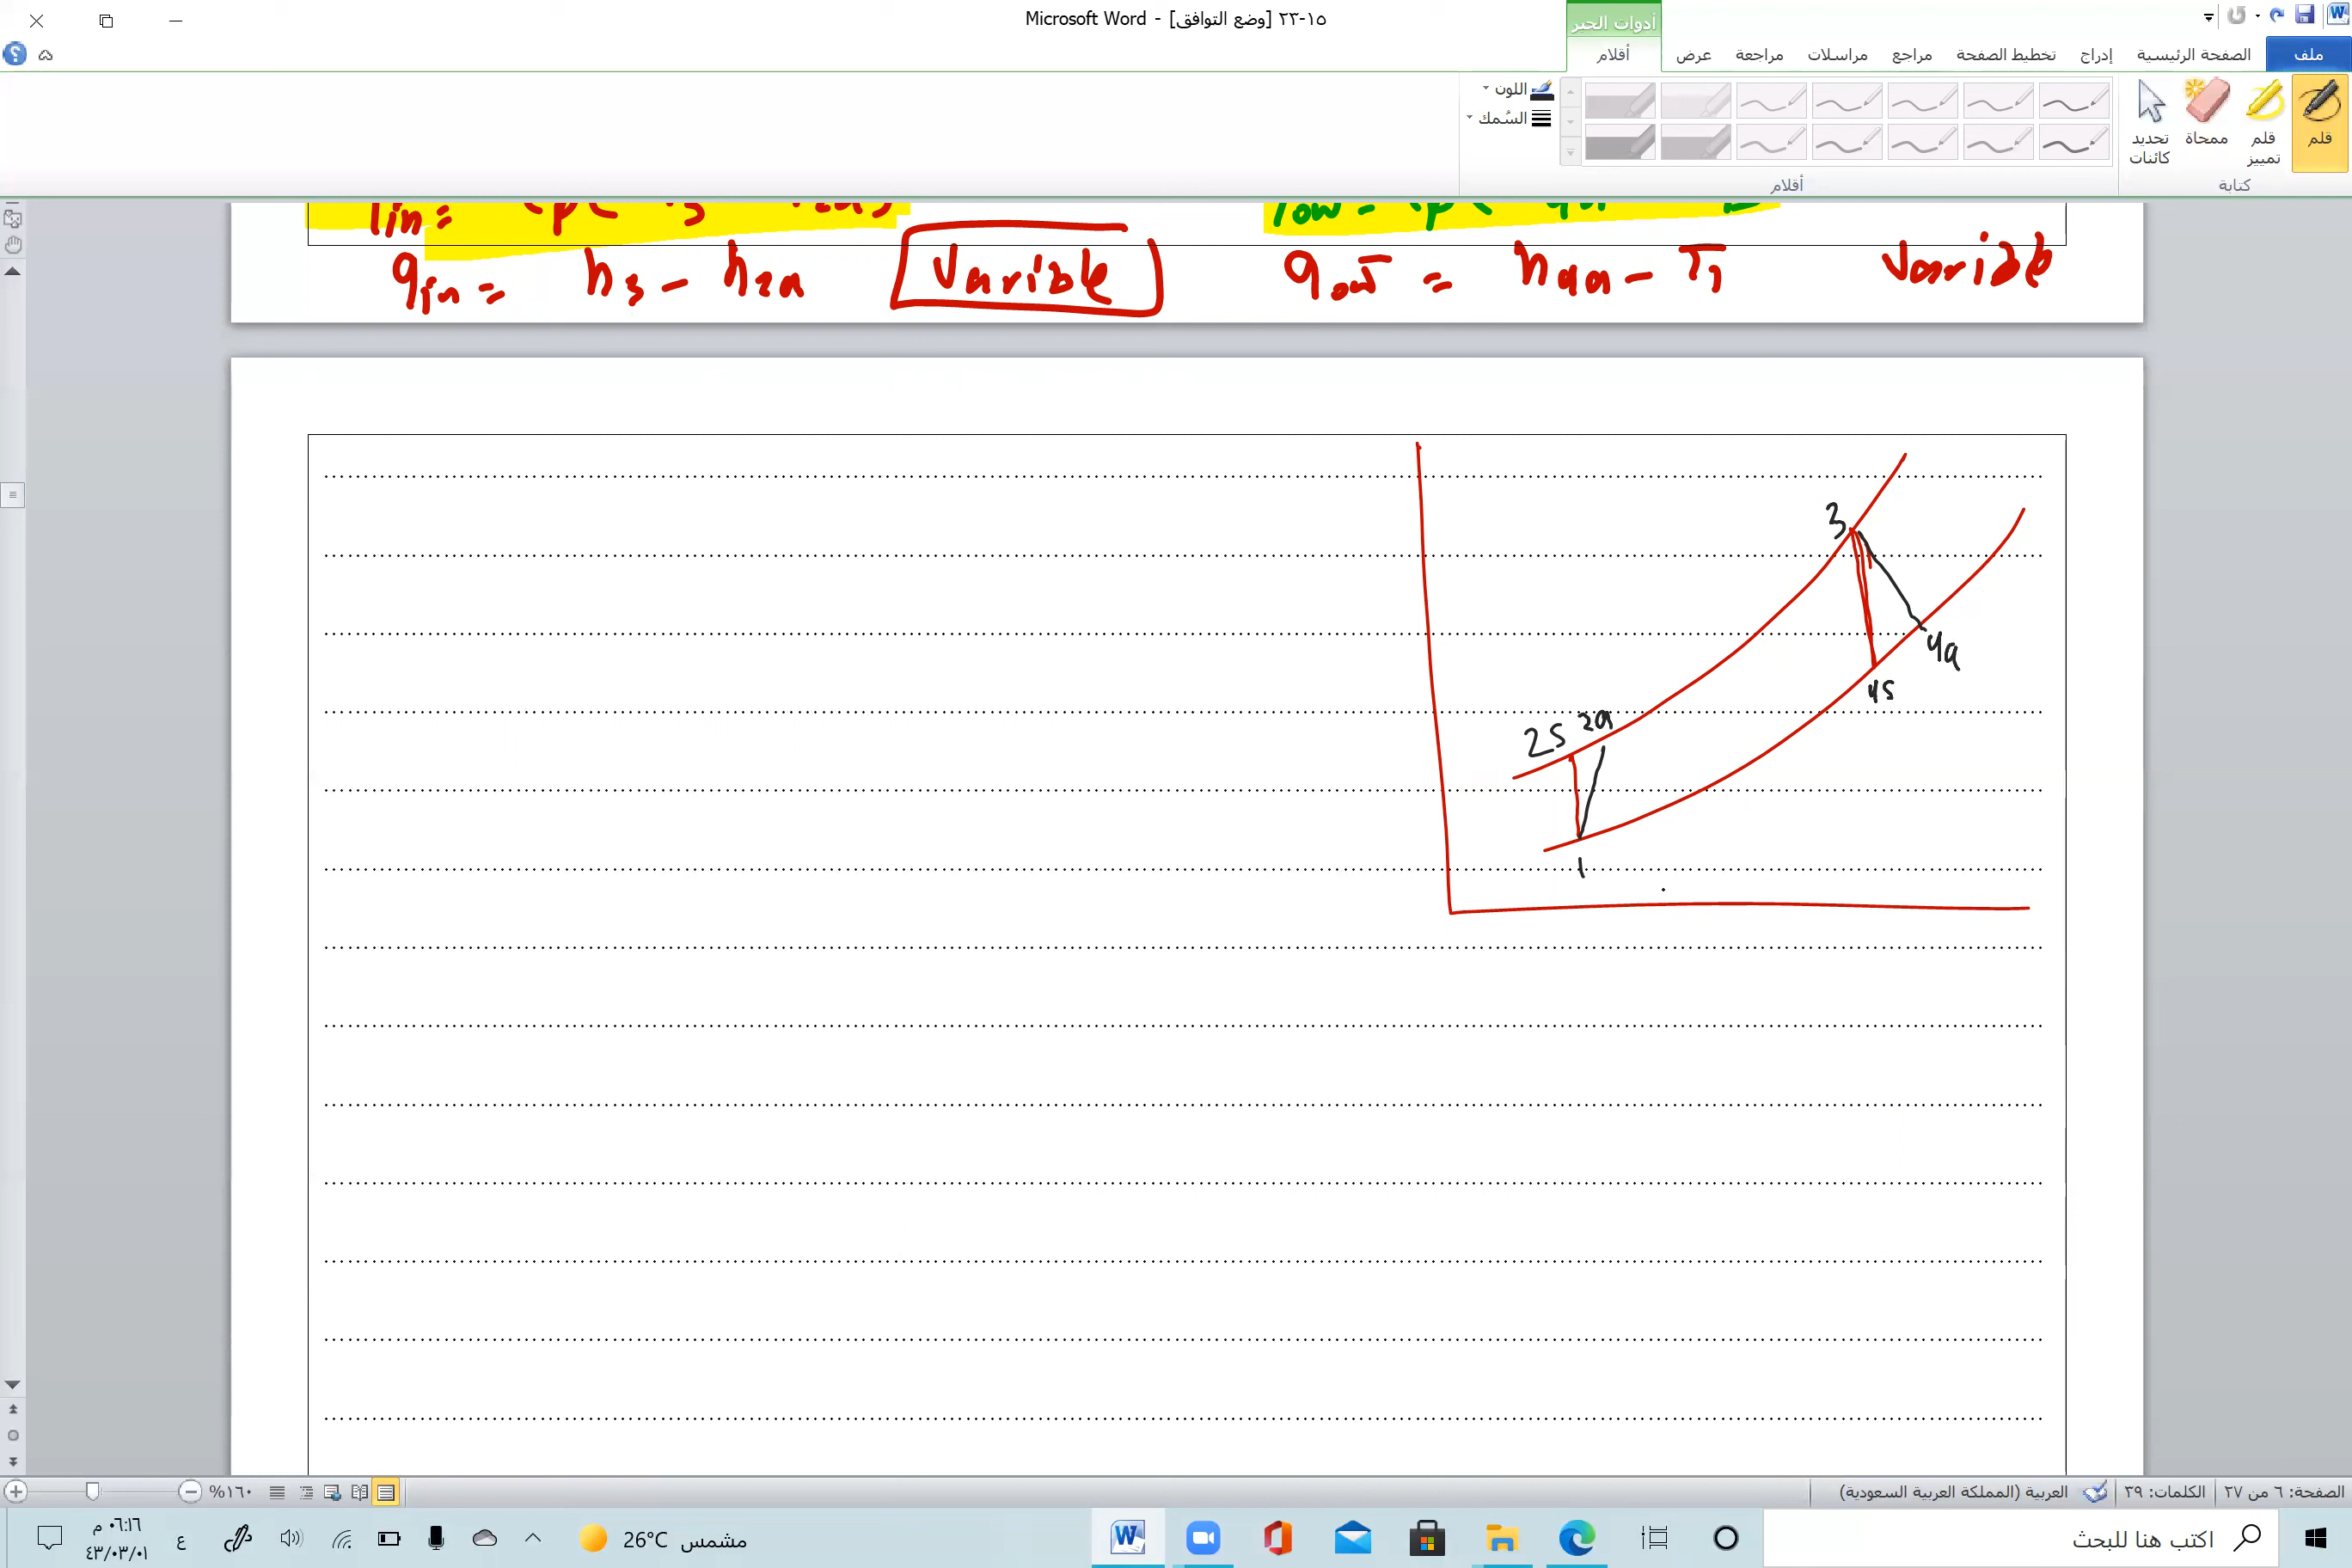 ١٥-٢٣ [وضع التوافق] - Microsoft Word
أدوات الحبر
ملف الصفحة الرئيسية إدراج تخطيط الصفحة مراجع مراسلات مراجعة عرض أقلام
قلم
قلم تمييز
ممحاة
تحديد كائنات
اللون
السُمك
كتابة
أقلام
qin = h3 - h2a Varible qout = h4a - T1 Varible
3
4a
4s
2s 2a
1
الصفحة: ٦ من ٢٧ الكلمات: ٣٩ العربية (المملكة العربية السعودية) ١٦٠%
اكتب هنا للبحث
26°C مشمس
ع
٠٦:١٦ م
٤٣/٠٣/٠١